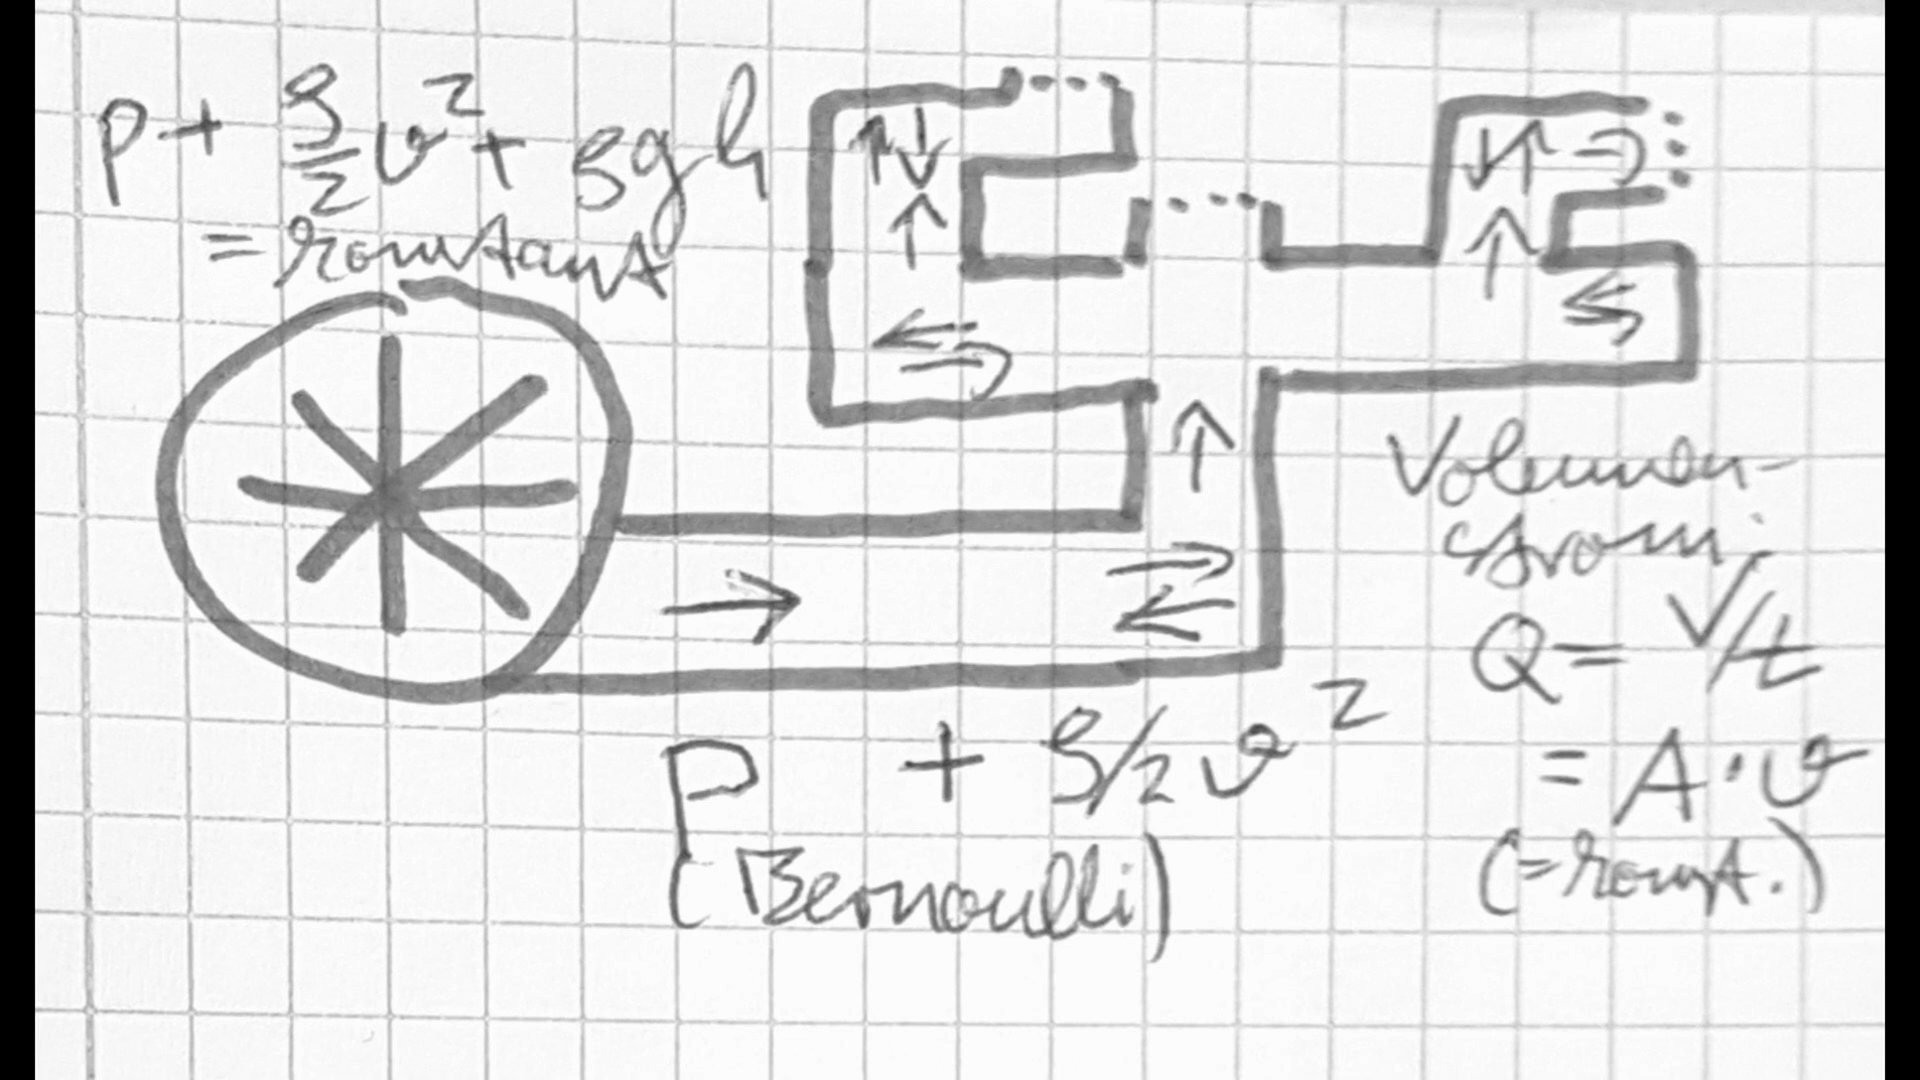 p + ρ/2 v² + ρgh
= konstant
Volumen-
strom
Q = V/t
= A · v
(= konst.)
p + ρ/2 v²
(Bernoulli)